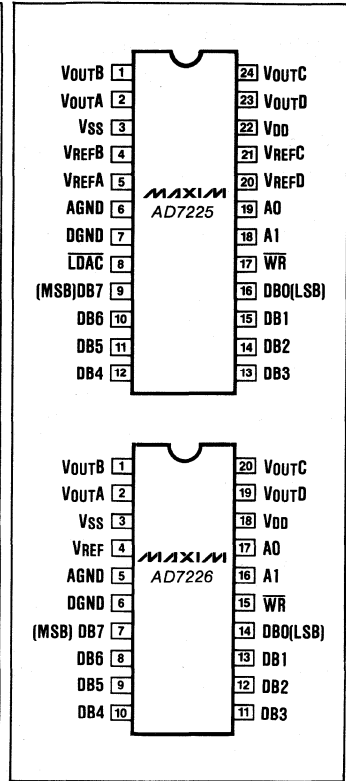 VOUTB 1 24 VOUTC
VOUTA 2 23 VOUTD
VSS 3 22 VDD
VREFB 4 21 VREFC
VREFA 5 20 VREFD
MAXIM
AGND 6 19 A0
AD7225
DGND 7 18 A1
LDAC 8 17 WR
(MSB)DB7 9 16 DB0(LSB)
DB6 10 15 DB1
DB5 11 14 DB2
DB4 12 13 DB3
VOUTB 1 20 VOUTC
VOUTA 2 19 VOUTD
VSS 3 18 VDD
VREF 4 17 A0
MAXIM
AGND 5 16 A1
AD7226
DGND 6 15 WR
(MSB) DB7 7 14 DB0(LSB)
DB6 8 13 DB1
DB5 9 12 DB2
DB4 10 11 DB3